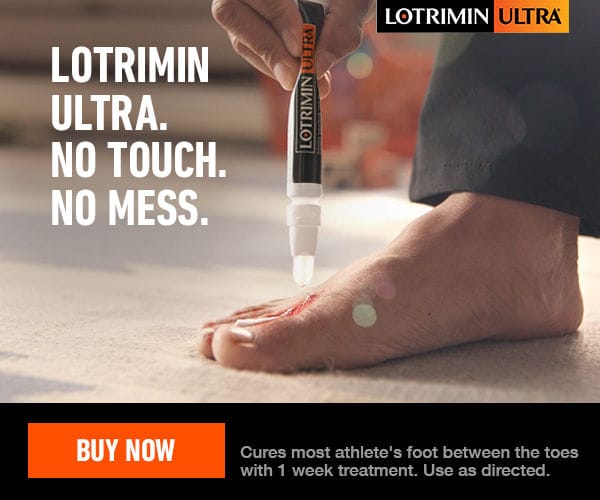 LOTRIMIN ULTRA
LOTRIMIN
ULTRA.
NO TOUCH.
NO MESS.
LOTRIMIN ULTRA
BUY NOW
Cures most athlete's foot between the toes
with 1 week treatment. Use as directed.